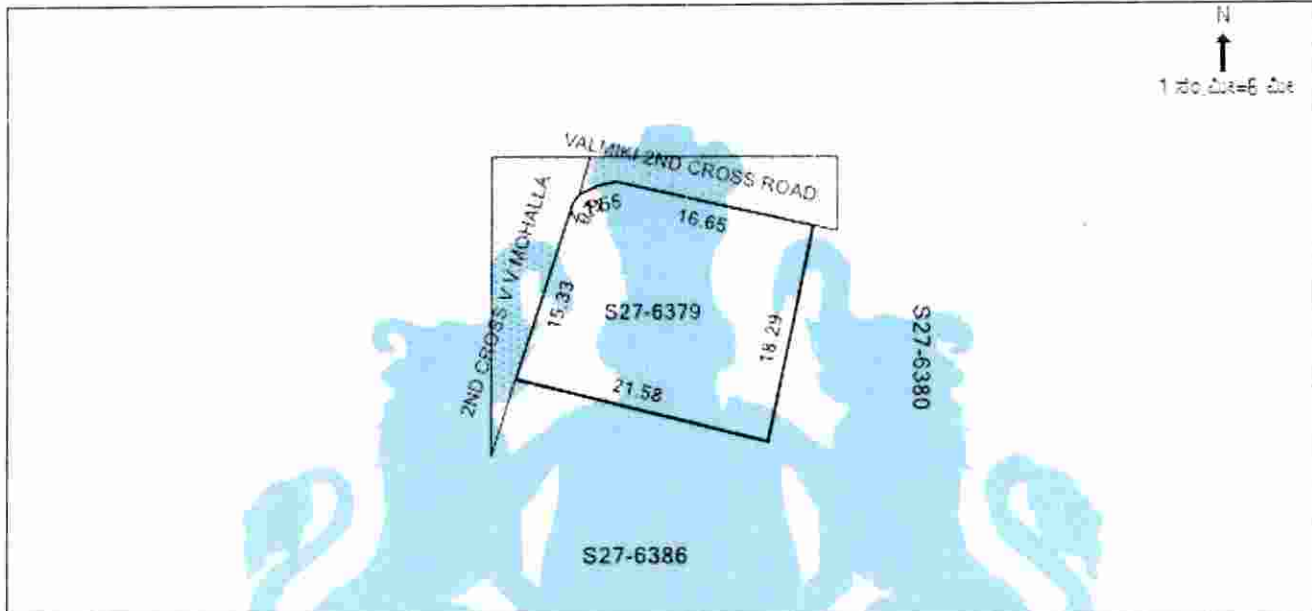 N
1 ಸೆಂ.ಮೀ=6 ಮೀ
VALMIKI 2ND CROSS ROAD
2ND CROSS V V MOHALLA
16.65
15.33
S27-6379
18.29
S27-6380
21.58
S27-6386